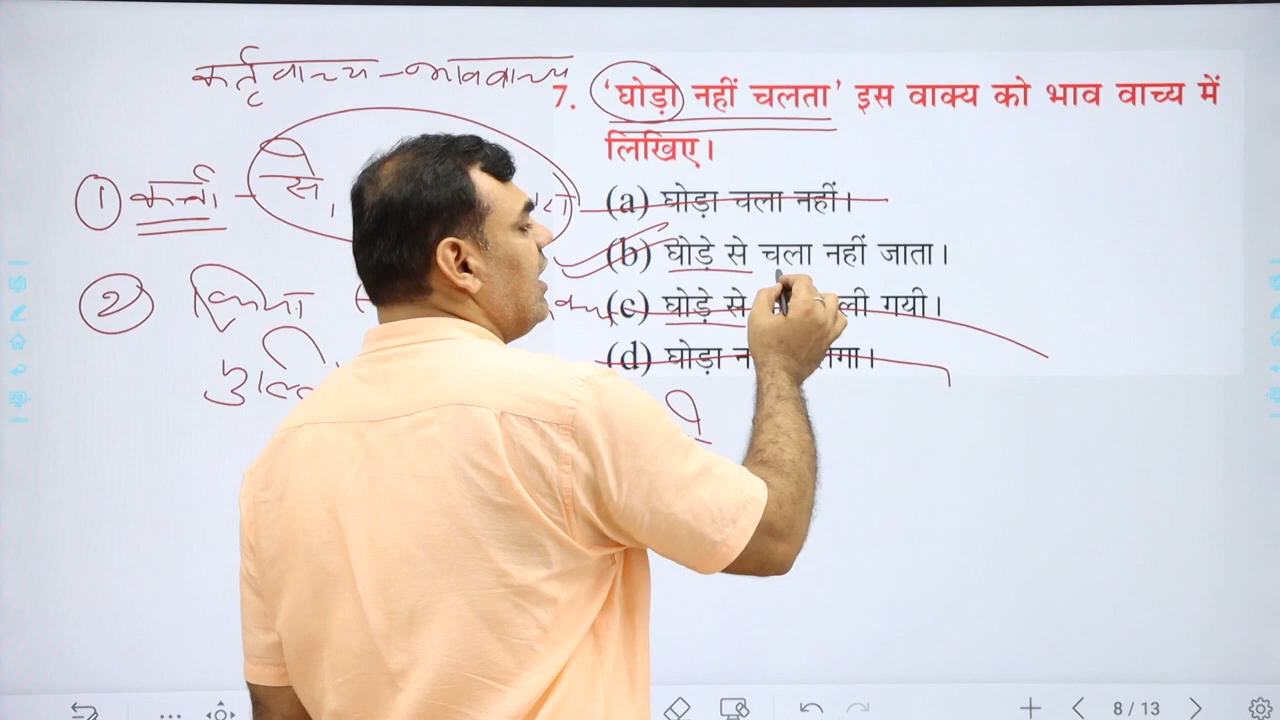 कर्तृवाच्य - भाववाच्य
7. 'घोड़ा नहीं चलता' इस वाक्य को भाव वाच्य में
लिखिए।
① कर्ता - से,
(a) घोड़ा चला नहीं।
(b) घोड़े से चला नहीं जाता।
② क्रिया
(c) घोड़े से ली गयी।
(d) घोड़ा
8 / 13